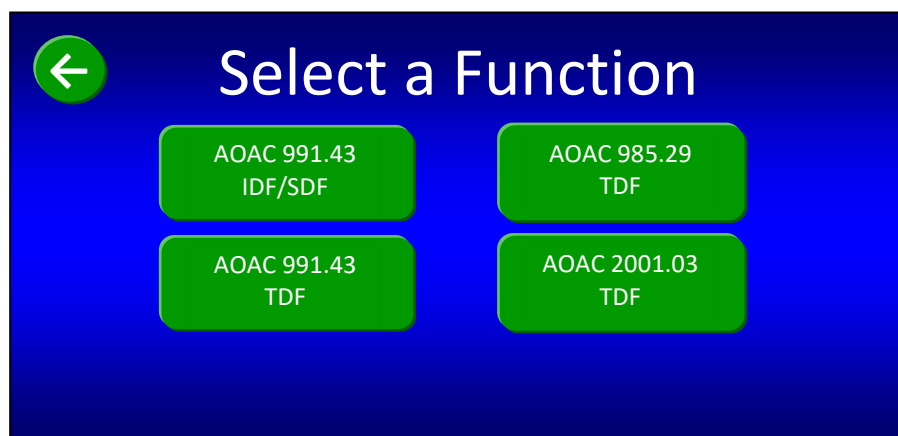 Select a Function
AOAC 991.43
IDF/SDF
AOAC 985.29
TDF
AOAC 991.43
TDF
AOAC 2001.03
TDF